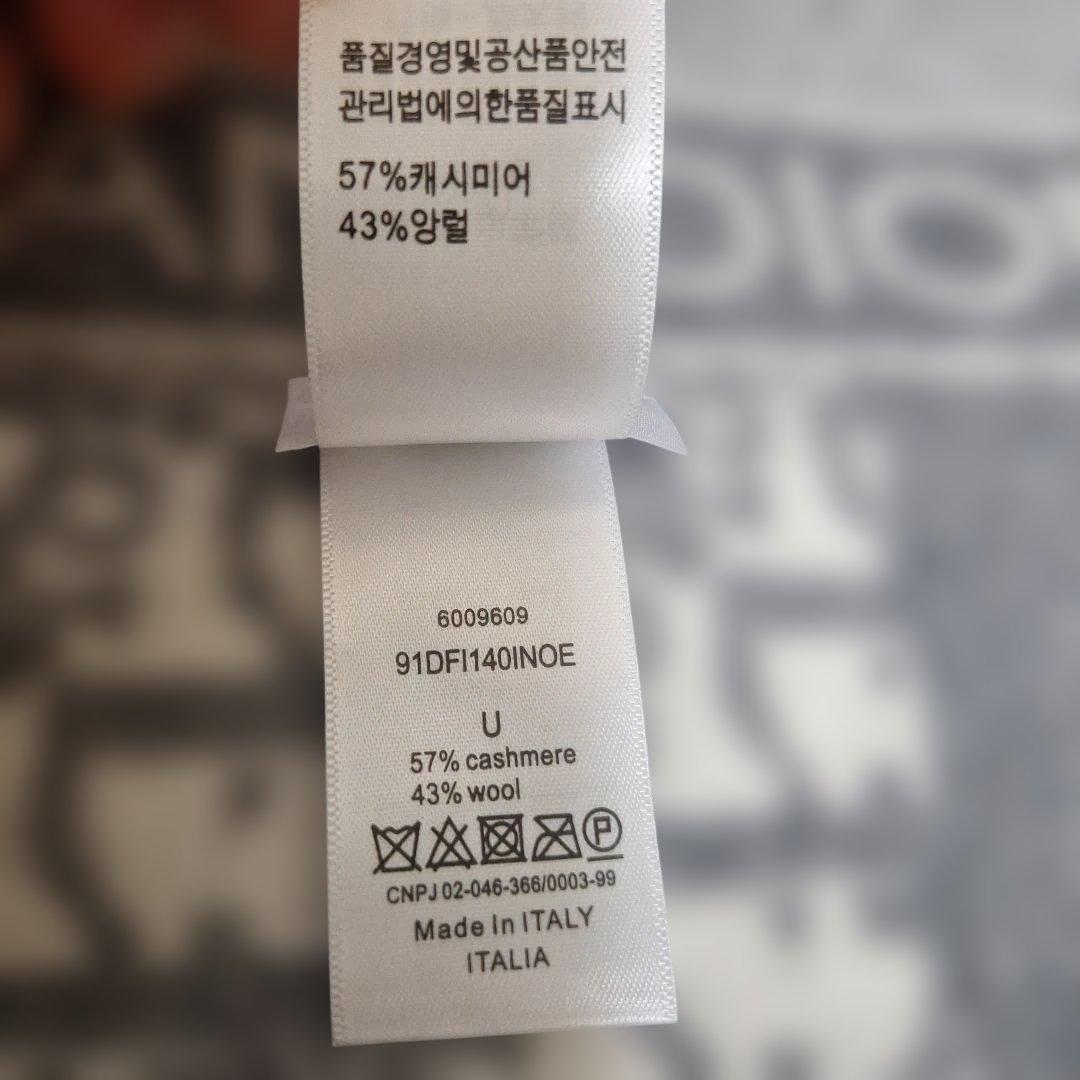 품질경영및공산품안전
관리법에의한품질표시
57%캐시미어
43%앙럴
6009609
91DFI140INOE
U
57% cashmere
43% wool
P
CNPJ 02-046-366/0003-99
Made In ITALY
ITALIA